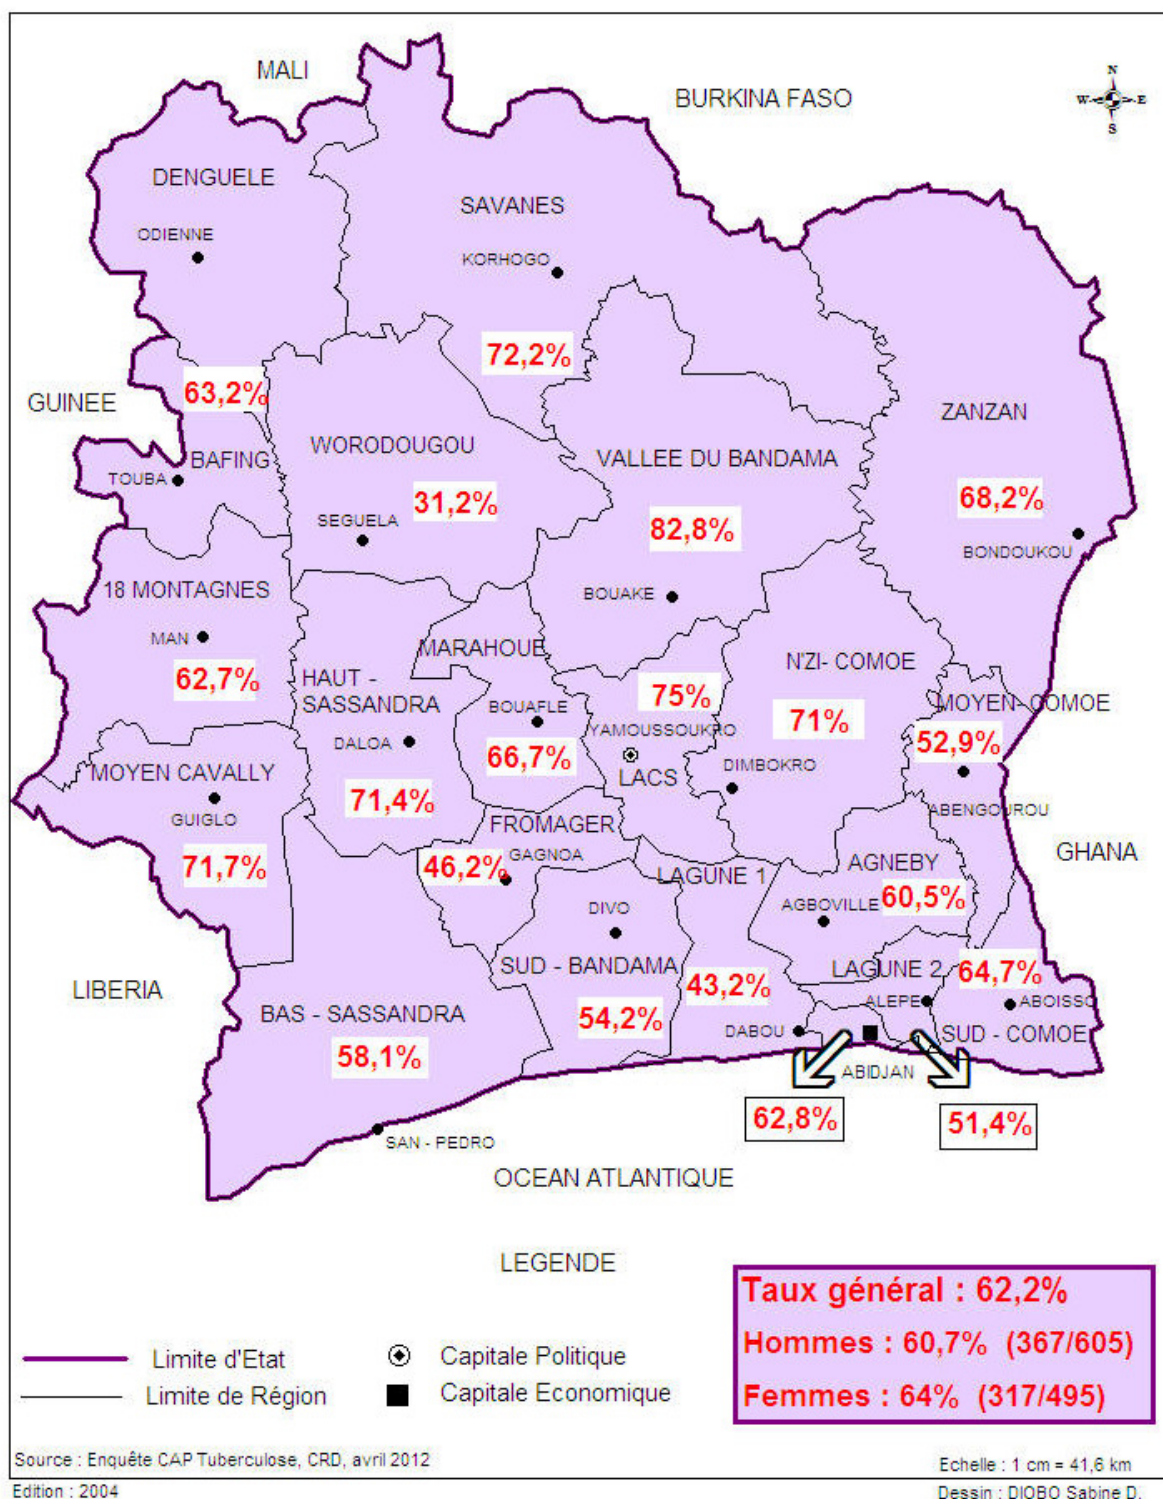 MALI
BURKINA FASO
N
W E
S
DENGUELE
SAVANES
ODIENNE
KORHOGO
72,2%
63,2%
GUINEE
ZANZAN
WORODOUGOU
VALLEE DU BANDAMA
BAFING
TOUBA
31,2%
68,2%
SEGUELA
82,8%
BONDOUKOU
18 MONTAGNES
BOUAKE
MAN
MARAHOUE
N'ZI- COMOE
62,7%
HAUT -
SASSANDRA
75%
MOYEN- COMOE
BOUAFLE
71%
YAMOUSSOUKRO
52,9%
DALOA
66,7%
MOYEN CAVALLY
LACS
DIMBOKRO
71,4%
ABENGOUROU
GUIGLO
FROMAGER
GHANA
71,7%
46,2%
GAGNOA
LAGUNE 1
AGNEBY
60,5%
DIVO
AGBOVILLE
SUD - BANDAMA
LAGUNE 2
64,7%
LIBERIA
43,2%
ALEPE
ABOISSO
BAS - SASSANDRA
54,2%
DABOU
SUD - COMOE
58,1%
ABIDJAN
62,8%
51,4%
SAN - PEDRO
OCEAN ATLANTIQUE
LEGENDE
Limite d'Etat
Capitale Politique
Limite de Région
Capitale Economique
Taux général : 62,2%
Hommes : 60,7% (367/605)
Femmes : 64% (317/495)
Source : Enquête CAP Tuberculose, CRD, avril 2012
Echelle : 1 cm = 41,6 km
Edition : 2004
Dessin : DIOBO Sabine D.